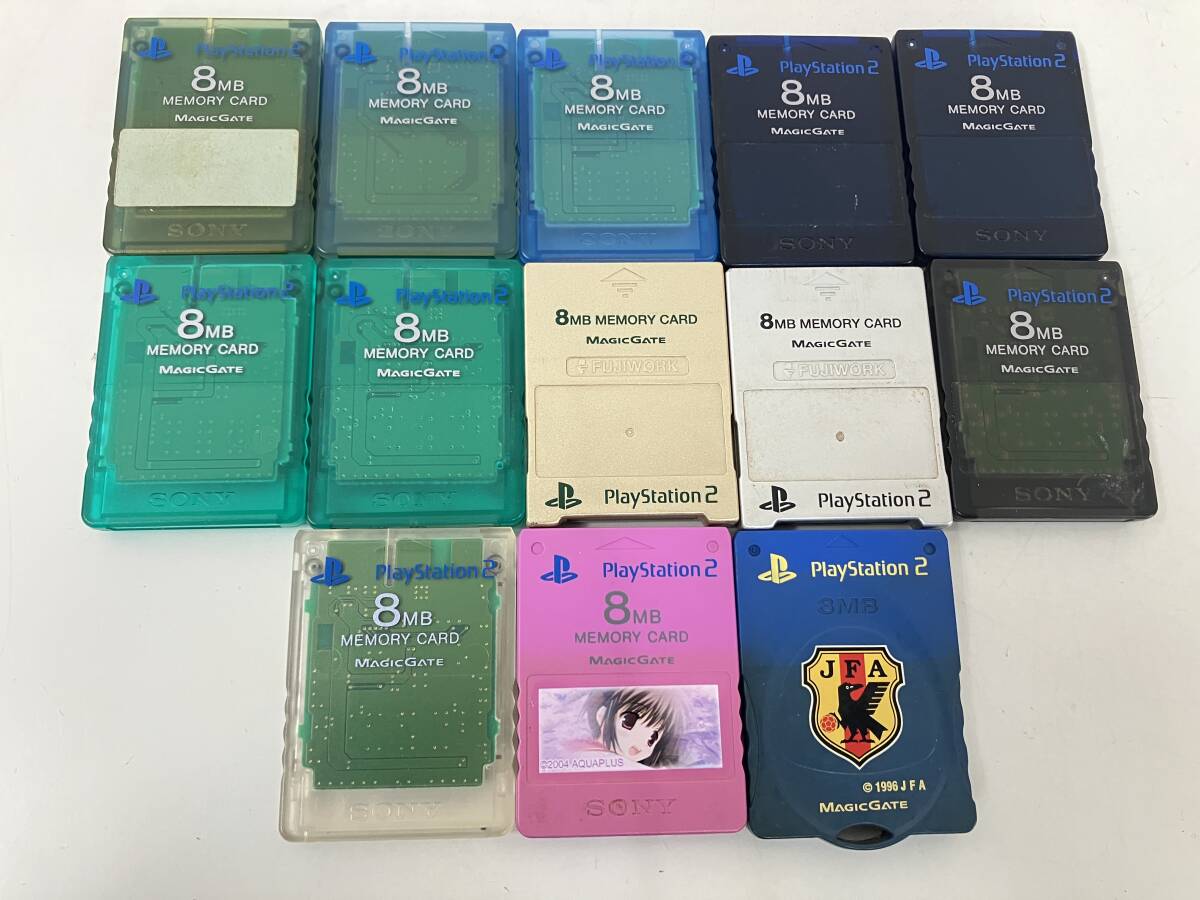 PlayStation 2
8MB
MEMORY CARD
MAGICGATE
SONY
PlayStation 2
8MB
MEMORY CARD
MAGICGATE
SONY
PlayStation 2
8MB
MEMORY CARD
MAGICGATE
SONY
PlayStation 2
8MB
MEMORY CARD
MAGICGATE
SONY
PlayStation 2
8MB
MEMORY CARD
MAGICGATE
SONY
PlayStation 2
8MB
MEMORY CARD
MAGICGATE
SONY
PlayStation 2
8MB
MEMORY CARD
MAGICGATE
SONY
8MB MEMORY CARD
MAGICGATE
FUJIWORK
PlayStation 2
8MB MEMORY CARD
MAGICGATE
FUJIWORK
PlayStation 2
PlayStation 2
8MB
MEMORY CARD
MAGICGATE
SONY
PlayStation 2
8MB
MEMORY CARD
MAGICGATE
SONY
PlayStation 2
8MB
MEMORY CARD
MAGICGATE
©2004 AQUAPLUS
SONY
PlayStation 2
8MB
JFA
© 1996 J F A
MAGICGATE